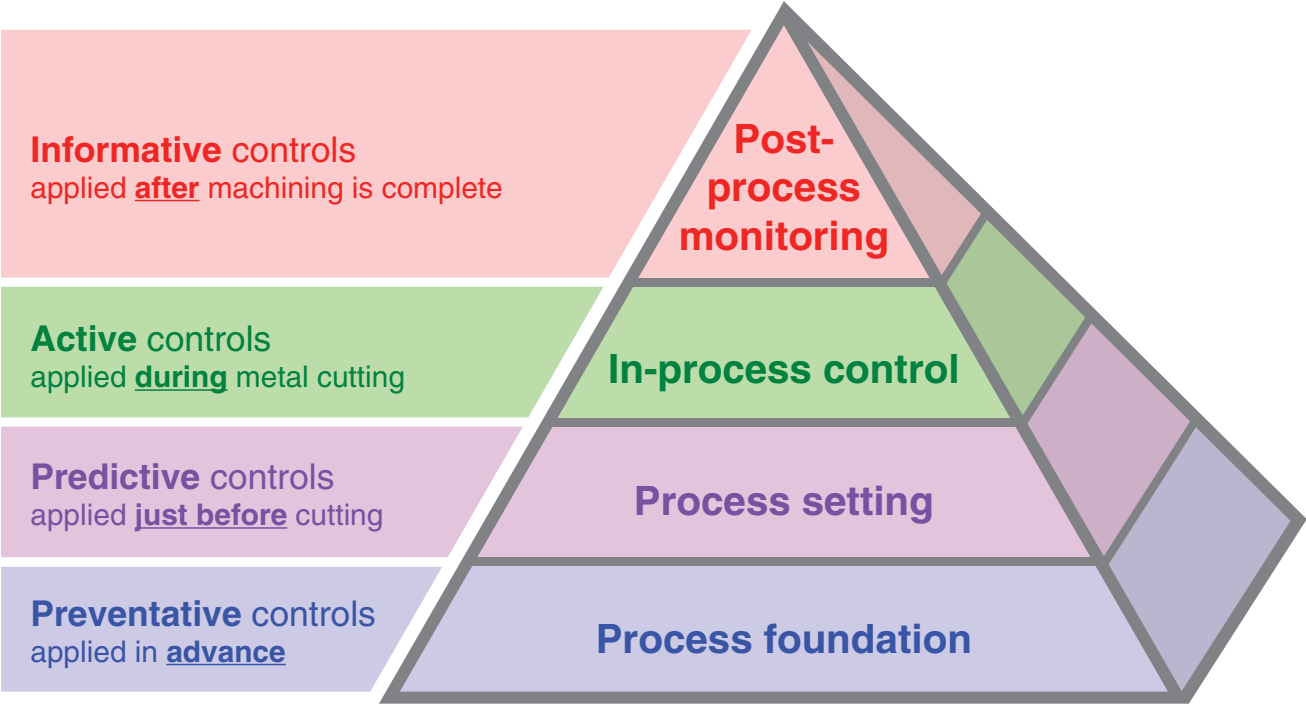 Informative controls
applied after machining is complete
Post-
process
monitoring
Active controls
applied during metal cutting
In-process control
Predictive controls
applied just before cutting
Process setting
Preventative controls
applied in advance
Process foundation